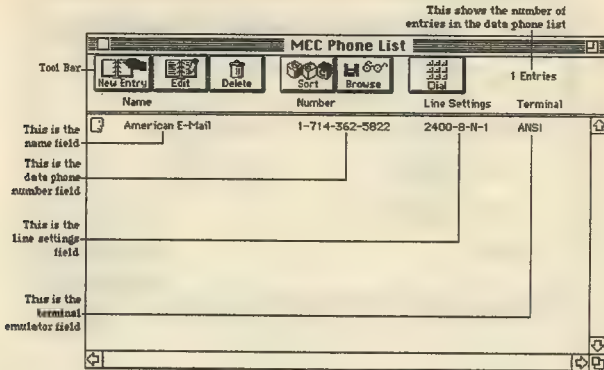 This shows the number of
entries in the data phone list
MCC Phone List
Tool Bar
New Entry
Edit
Delete
Sort
Browse
Dial
1 Entries
Name
Number
Line Settings
Terminal
American E-Mail
1-714-362-5822
2400-8-N-1
ANSI
This is the
name field
This is the
data phone
number field
This is the
line settings
field
This is the
terminal
emulator field